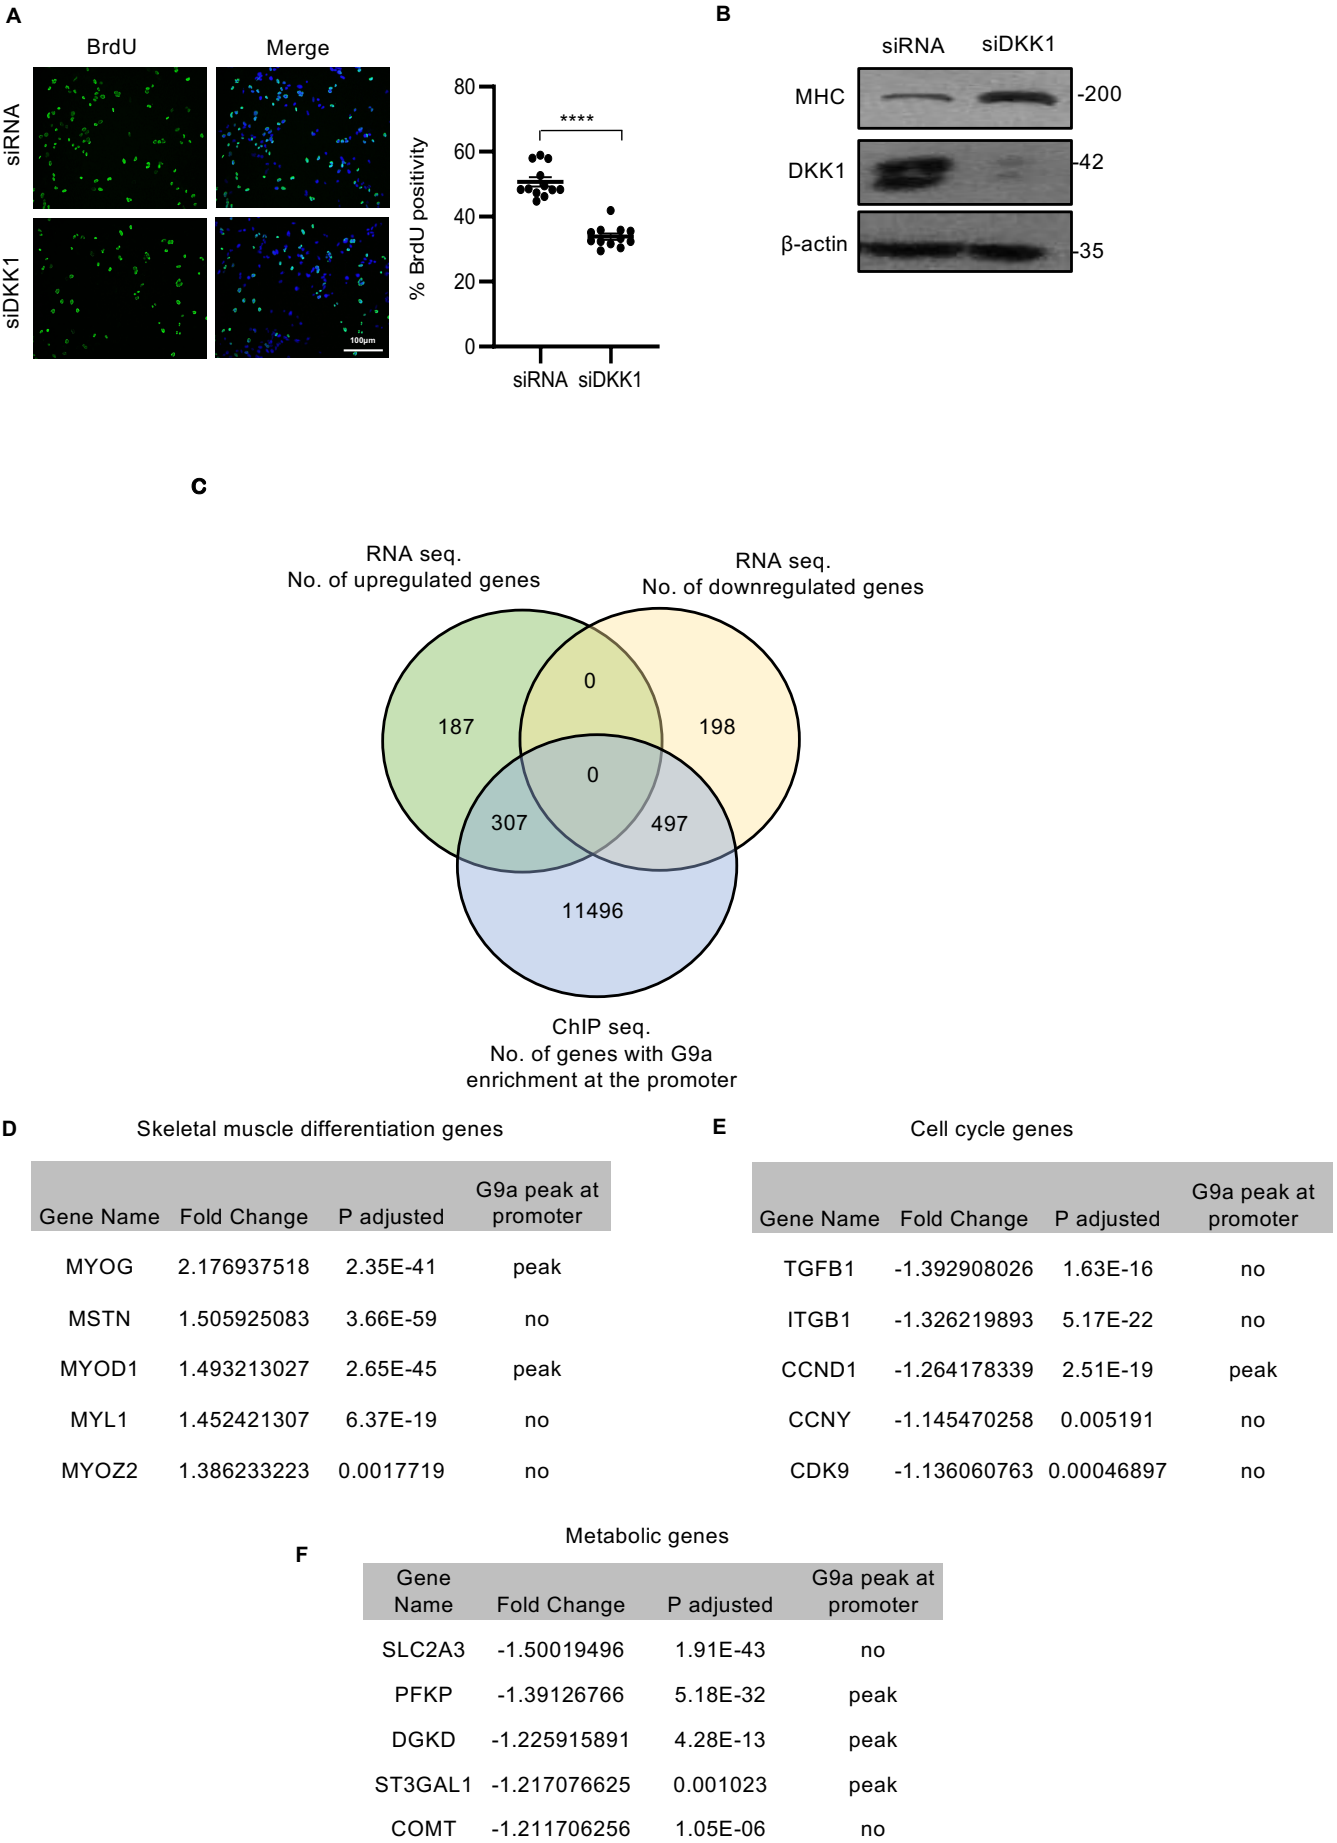 A
BrdU
Merge
siRNA
siDKK1
100µm
% BrdU positivity
80
60
40
20
0
****
siRNA siDKK1
B
siRNA siDKK1
MHC -200
DKK1 -42
β-actin -35
C
RNA seq.
No. of upregulated genes
RNA seq.
No. of downregulated genes
0
187
198
0
307
497
11496
ChIP seq.
No. of genes with G9a
enrichment at the promoter
D
Skeletal muscle differentiation genes
Gene Name Fold Change P adjusted G9a peak at
promoter
MYOG 2.176937518 2.35E-41 peak
MSTN 1.505925083 3.66E-59 no
MYOD1 1.493213027 2.65E-45 peak
MYL1 1.452421307 6.37E-19 no
MYOZ2 1.386233223 0.0017719 no
E
Cell cycle genes
Gene Name Fold Change P adjusted G9a peak at
promoter
TGFB1 -1.392908026 1.63E-16 no
ITGB1 -1.326219893 5.17E-22 no
CCND1 -1.264178339 2.51E-19 peak
CCNY -1.145470258 0.005191 no
CDK9 -1.136060763 0.00046897 no
F
Metabolic genes
Gene
Name Fold Change P adjusted G9a peak at
promoter
SLC2A3 -1.50019496 1.91E-43 no
PFKP -1.39126766 5.18E-32 peak
DGKD -1.225915891 4.28E-13 peak
ST3GAL1 -1.217076625 0.001023 peak
COMT -1.211706256 1.05E-06 no